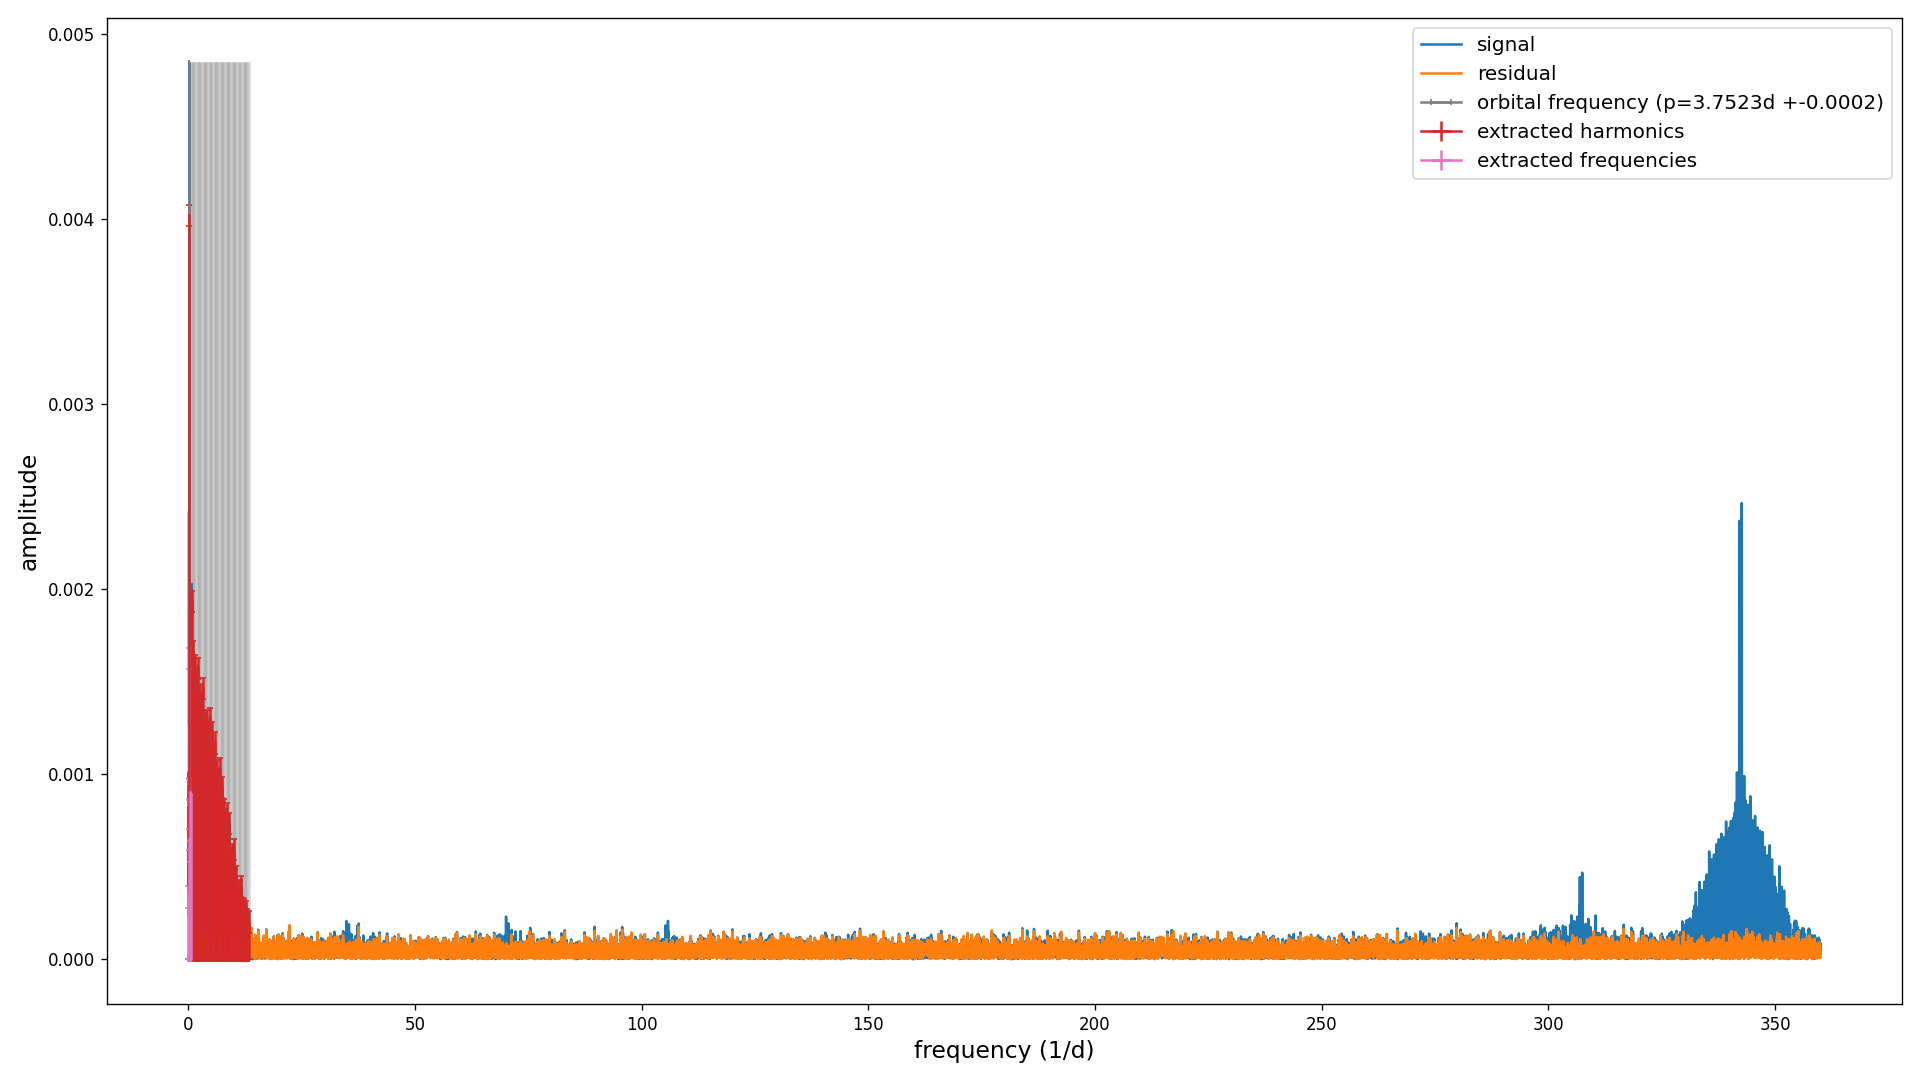 0.005
0.004
0.003
0.002
0.001
0.000
amplitude
0
50
100
150
200
250
300
350
frequency (1/d)
signal
residual
orbital frequency (p=3.7523d +-0.0002)
extracted harmonics
extracted frequencies